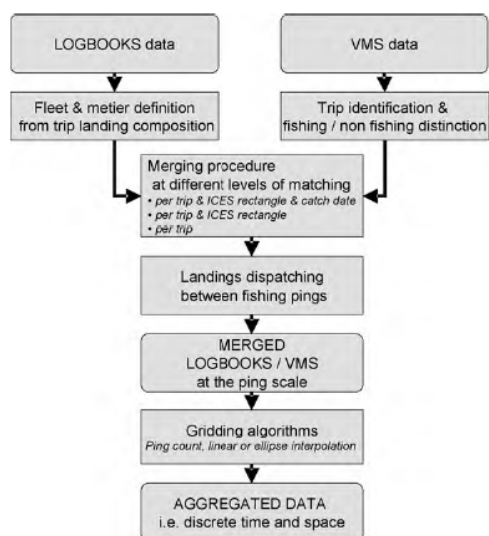 LOGBOOKS data
VMS data
Fleet & metier definition
from trip landing composition
Trip identification &
fishing / non fishing distinction
Merging procedure
at different levels of matching
• per trip & ICES rectangle & catch date
• per trip & ICES rectangle
• per trip
Landings dispatching
between fishing pings
MERGED
LOGBOOKS / VMS
at the ping scale
Gridding algorithms
Ping count, linear or ellipse interpolation
AGGREGATED DATA
i.e. discrete time and space